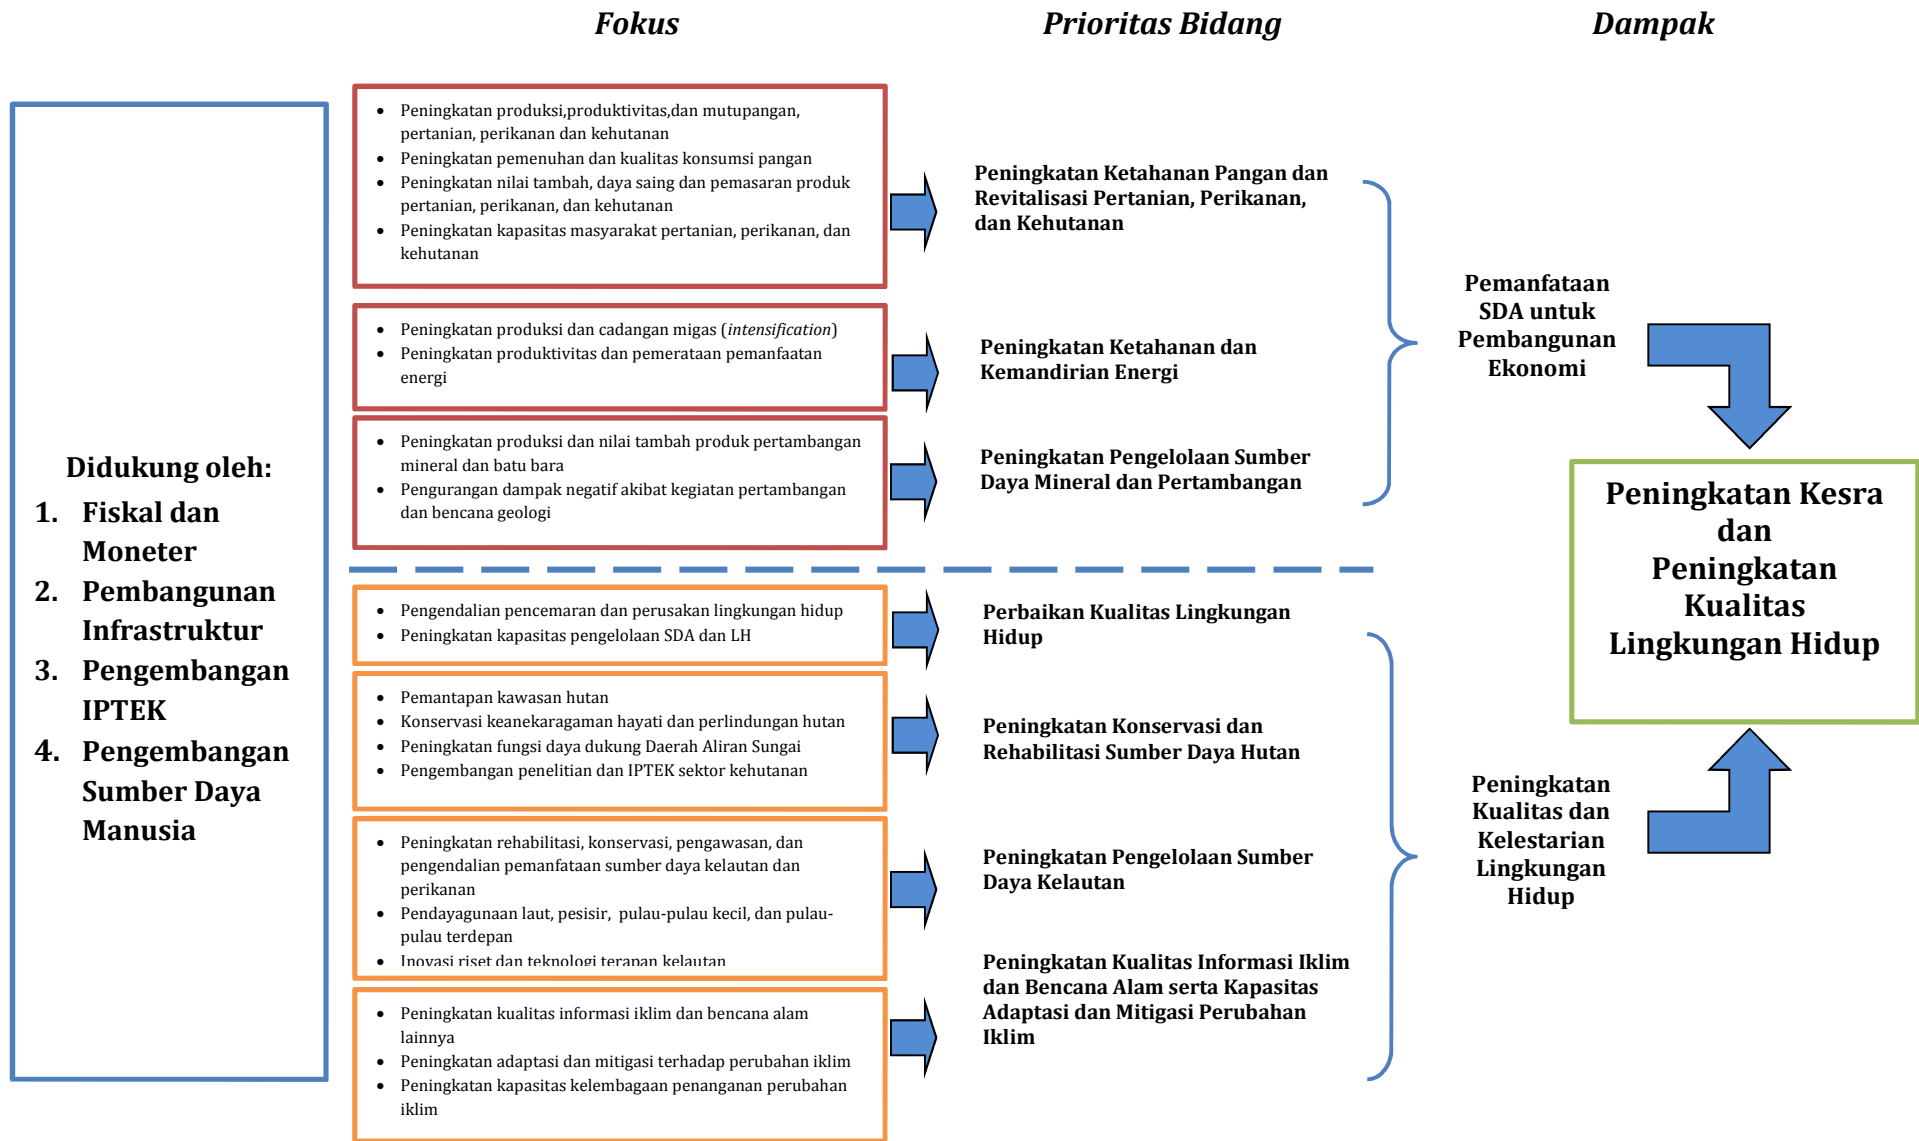 Fokus
Prioritas Bidang
Dampak
Didukung oleh:
1. Fiskal dan
Moneter
2. Pembangunan
Infrastruktur
3. Pengembangan
IPTEK
4. Pengembangan
Sumber Daya
Manusia
• Peningkatan produksi,produktivitas,dan mutupangan,
pertanian, perikanan dan kehutanan
• Peningkatan pemenuhan dan kualitas konsumsi pangan
• Peningkatan nilai tambah, daya saing dan pemasaran produk
pertanian, perikanan, dan kehutanan
• Peningkatan kapasitas masyarakat pertanian, perikanan, dan
kehutanan
Peningkatan Ketahanan Pangan dan
Revitalisasi Pertanian, Perikanan,
dan Kehutanan
• Peningkatan produksi dan cadangan migas (intensification)
• Peningkatan produktivitas dan pemerataan pemanfaatan
energi
Peningkatan Ketahanan dan
Kemandirian Energi
• Peningkatan produksi dan nilai tambah produk pertambangan
mineral dan batu bara
• Pengurangan dampak negatif akibat kegiatan pertambangan
dan bencana geologi
Peningkatan Pengelolaan Sumber
Daya Mineral dan Pertambangan
Pemanfataan
SDA untuk
Pembangunan
Ekonomi
• Pengendalian pencemaran dan perusakan lingkungan hidup
• Peningkatan kapasitas pengelolaan SDA dan LH
Perbaikan Kualitas Lingkungan
Hidup
• Pemantapan kawasan hutan
• Konservasi keanekaragaman hayati dan perlindungan hutan
• Peningkatan fungsi daya dukung Daerah Aliran Sungai
• Pengembangan penelitian dan IPTEK sektor kehutanan
Peningkatan Konservasi dan
Rehabilitasi Sumber Daya Hutan
• Peningkatan rehabilitasi, konservasi, pengawasan, dan
pengendalian pemanfataan sumber daya kelautan dan
perikanan
• Pendayagunaan laut, pesisir, pulau-pulau kecil, dan pulau-
pulau terdepan
• Inovasi riset dan teknologi terapan kelautan
Peningkatan Pengelolaan Sumber
Daya Kelautan
• Peningkatan kualitas informasi iklim dan bencana alam
lainnya
• Peningkatan adaptasi dan mitigasi terhadap perubahan iklim
• Peningkatan kapasitas kelembagaan penanganan perubahan
iklim
Peningkatan Kualitas Informasi Iklim
dan Bencana Alam serta Kapasitas
Adaptasi dan Mitigasi Perubahan
Iklim
Peningkatan
Kualitas dan
Kelestarian
Lingkungan
Hidup
Peningkatan Kesra
dan
Peningkatan
Kualitas
Lingkungan Hidup